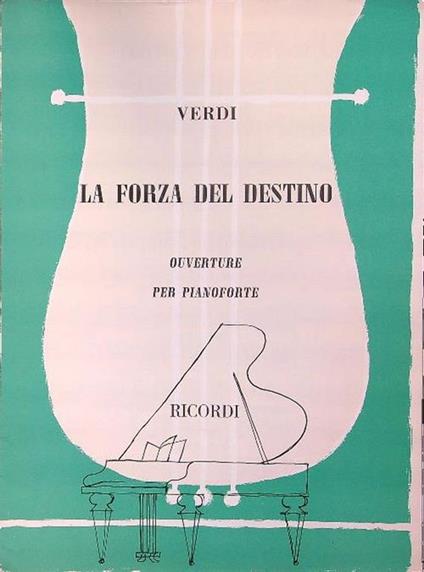 VERDI
LA FORZA DEL DESTINO
OUVERTURE
PER PIANOFORTE
RICORDI